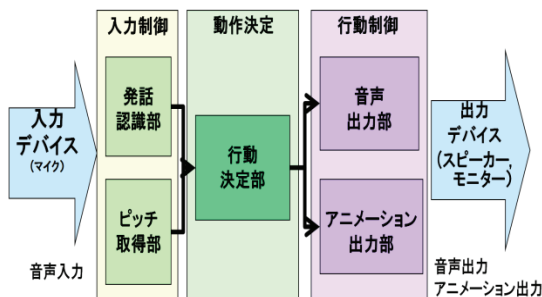 入力制御
動作決定
行動制御
入力
デバイス
(マイク)
音声入力
発話
認識部
ピッチ
取得部
行動
決定部
音声
出力部
アニメーション
出力部
出力
デバイス
(スピーカー,
モニター)
音声出力
アニメーション出力